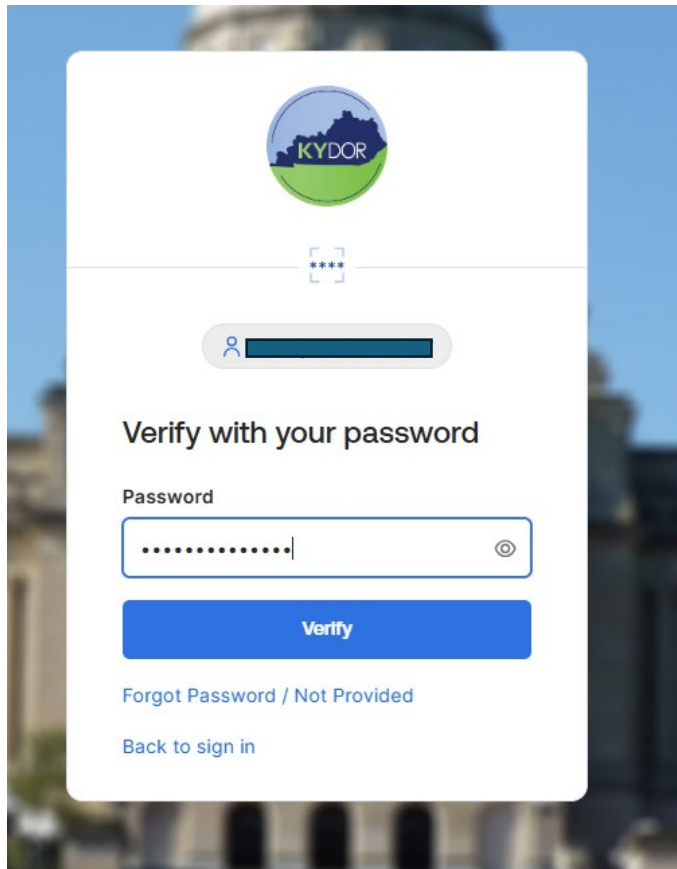 KYDOR
****
Verify with your password
Password
••••••••••••••
Verify
Forgot Password / Not Provided
Back to sign in